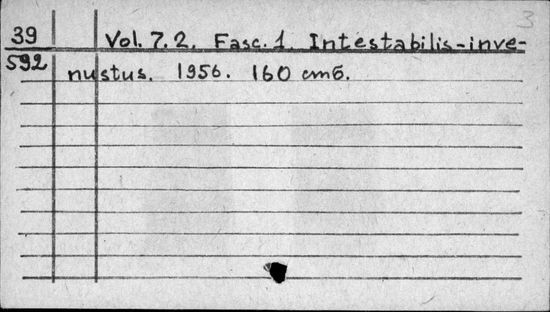 3
39 Vol. 7.2. Fasc. 1. Intestabilis-inve-
592 nustus. 1956. 160 стб.